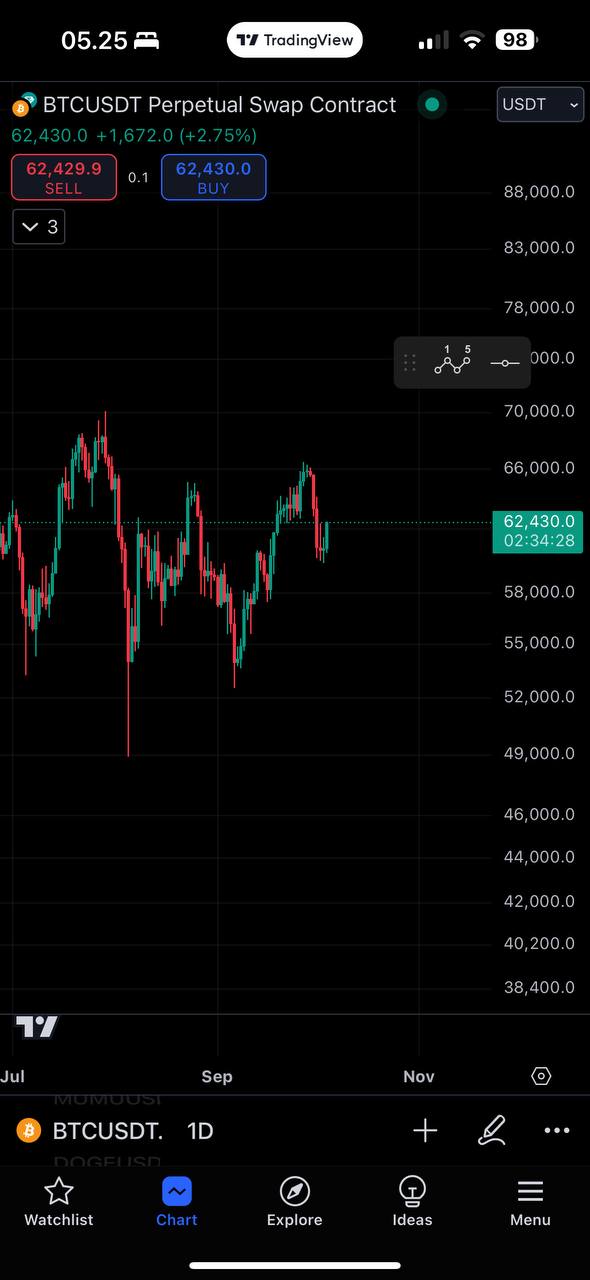 05.25
TradingView
98
BTCUSDT Perpetual Swap Contract
USDT
62,430.0 +1,672.0 (+2.75%)
62,429.9
SELL
0.1
62,430.0
BUY
3
88,000.0
83,000.0
78,000.0
1 5
000.0
70,000.0
66,000.0
62,430.0
02:34:28
58,000.0
55,000.0
52,000.0
49,000.0
46,000.0
44,000.0
42,000.0
40,200.0
38,400.0
Jul
Sep
Nov
BTCUSDT. 1D
Watchlist
Chart
Explore
Ideas
Menu